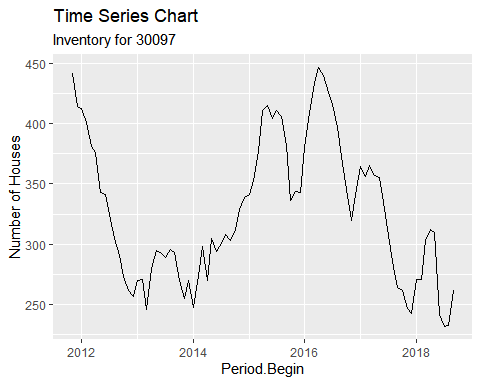 Time Series Chart
Inventory for 30097
450
400
350
300
250
Number of Houses
2012 2014 2016 2018
Period.Begin